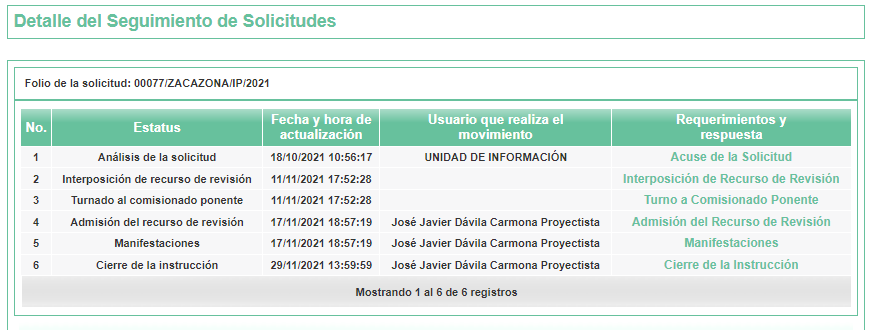 Detalle del Seguimiento de Solicitudes
Folio de la solicitud: 00077/ZACAZONA/IP/2021
No. Estatus Fecha y hora de actualización Usuario que realiza el movimiento Requerimientos y respuesta
1 Análisis de la solicitud 18/10/2021 10:56:17 UNIDAD DE INFORMACIÓN Acuse de la Solicitud
2 Interposición de recurso de revisión 11/11/2021 17:52:28 Interposición de Recurso de Revisión
3 Turnado al comisionado ponente 11/11/2021 17:52:28 Turno a Comisionado Ponente
4 Admisión del recurso de revisión 17/11/2021 18:57:19 José Javier Dávila Carmona Proyectista Admisión del Recurso de Revisión
5 Manifestaciones 17/11/2021 18:57:19 José Javier Dávila Carmona Proyectista Manifestaciones
6 Cierre de la instrucción 29/11/2021 13:59:59 José Javier Dávila Carmona Proyectista Cierre de la Instrucción
Mostrando 1 al 6 de 6 registros